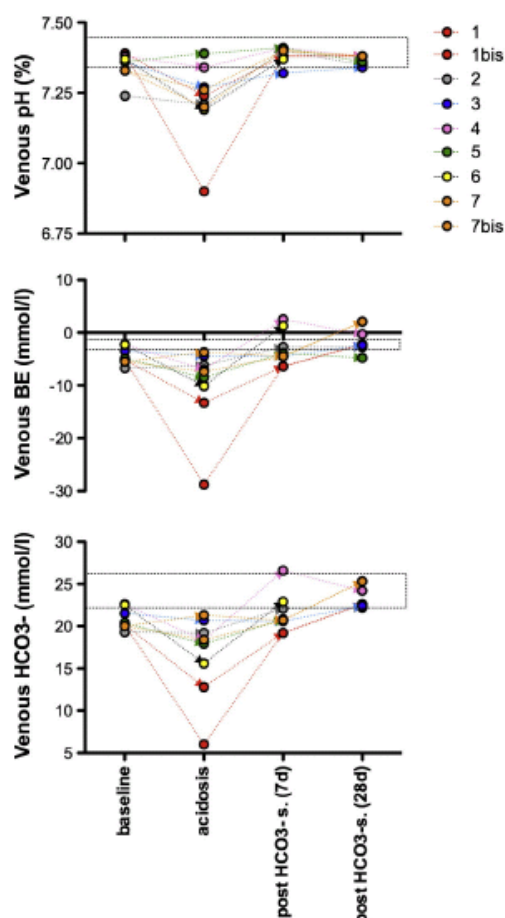 Venous pH (%)
7.50
7.25
7.00
6.75
1
1bis
2
3
4
5
6
7
7bis
Venous BE (mmol/l)
10
0
-10
-20
-30
Venous HCO3- (mmol/l)
30
25
20
15
10
5
baseline
acidosis
post HCO3- s. (7d)
post HCO3-s. (28d)